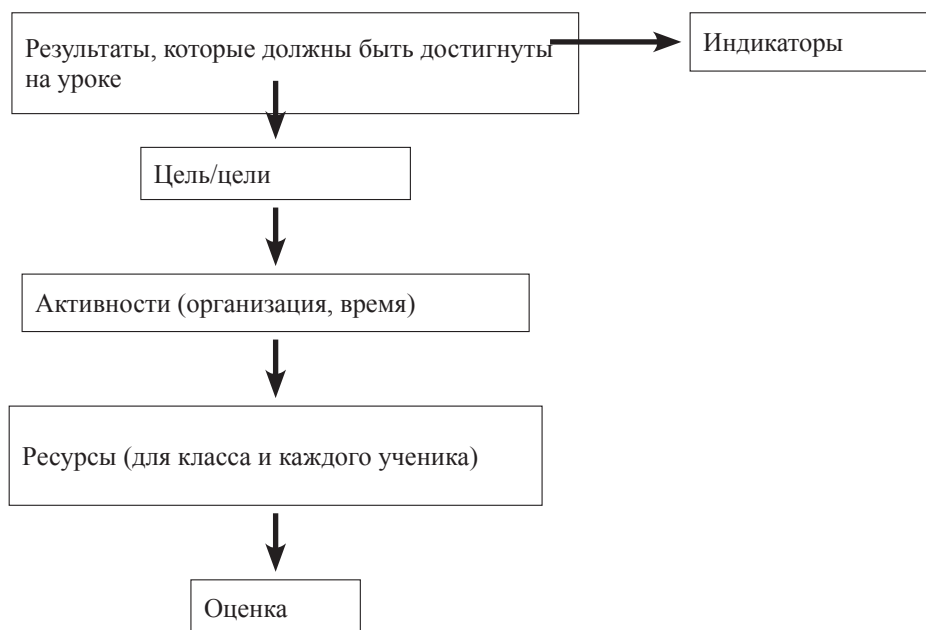 Результаты, которые должны быть достигнуты
на уроке
Индикаторы
Цель/цели
Активности (организация, время)
Ресурсы (для класса и каждого ученика)
Оценка